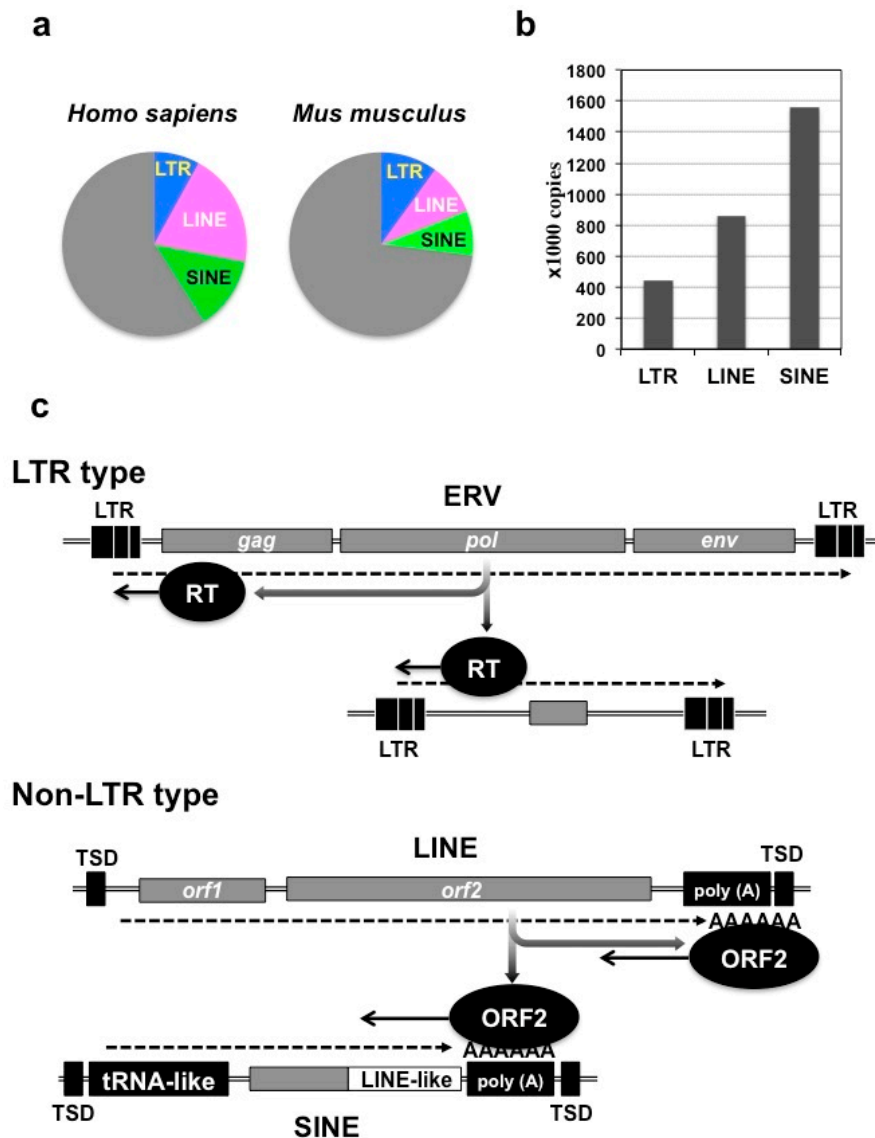 a
b
Homo sapiens
Mus musculus
LTR
LINE
SINE
LTR
LINE
SINE
x1000 copies
1800
1600
1400
1200
1000
800
600
400
200
0
LTR LINE SINE
c
LTR type
ERV
LTR
LTR
gag pol env
RT
RT
LTR
LTR
Non-LTR type
LINE
TSD
TSD
orf1 orf2 poly (A)
AAAAAA
ORF2
ORF2
AAAAAA
tRNA-like LINE-like poly (A)
TSD
TSD
SINE